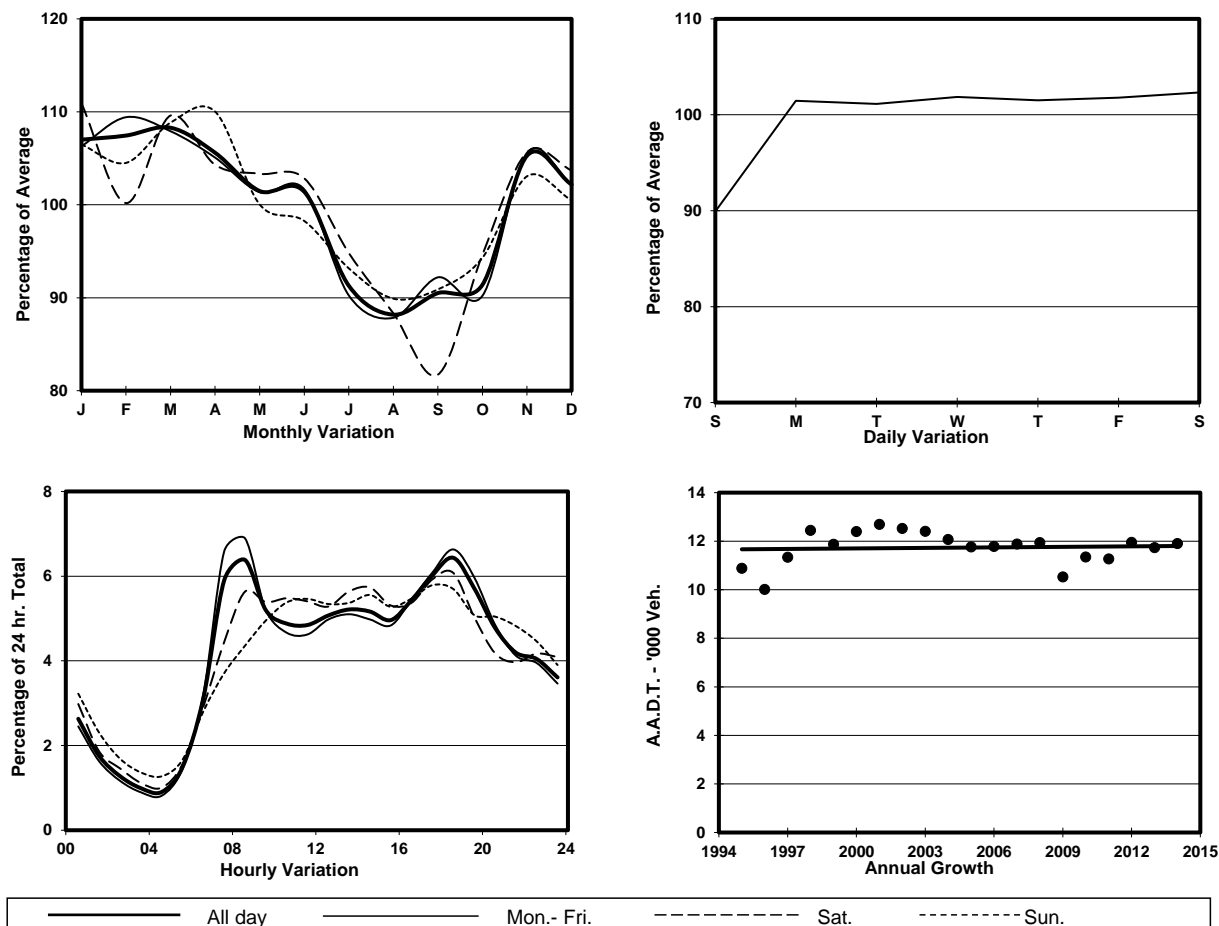 120
110
100
90
80
Percentage of Average
J F M A M J J A S O N D
Monthly Variation
110
100
90
80
70
Percentage of Average
S M T W T F S
Daily Variation
8
6
4
2
0
Percentage of 24 hr. Total
00 04 08 12 16 20 24
Hourly Variation
14
12
10
8
6
4
2
0
A.A.D.T. - '000 Veh.
1994 1997 2000 2003 2006 2009 2012 2015
Annual Growth
All day Mon.- Fri. Sat. Sun.